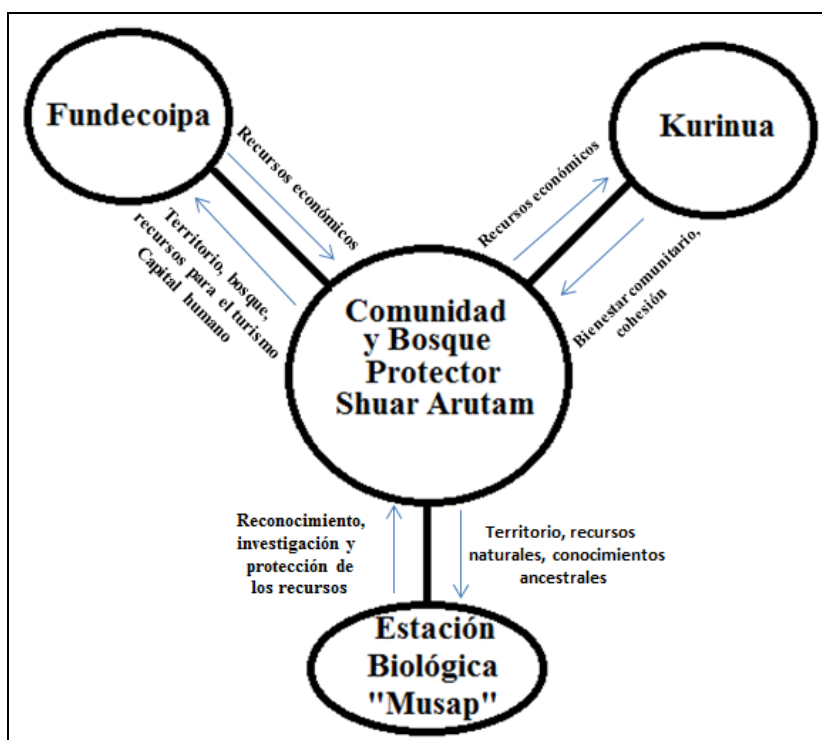 Fundecoipa
Kurinua
Recursos económicos
Territorio, bosque,
recursos para el turismo
Capital humano
Recursos económicos
Bienestar comunitario,
cohesión
Comunidad
y Bosque
Protector
Shuar Arutam
Reconocimiento,
investigación y
protección de
los recursos
Territorio, recursos
naturales, conocimientos
ancestrales
Estación
Biológica
"Musap"